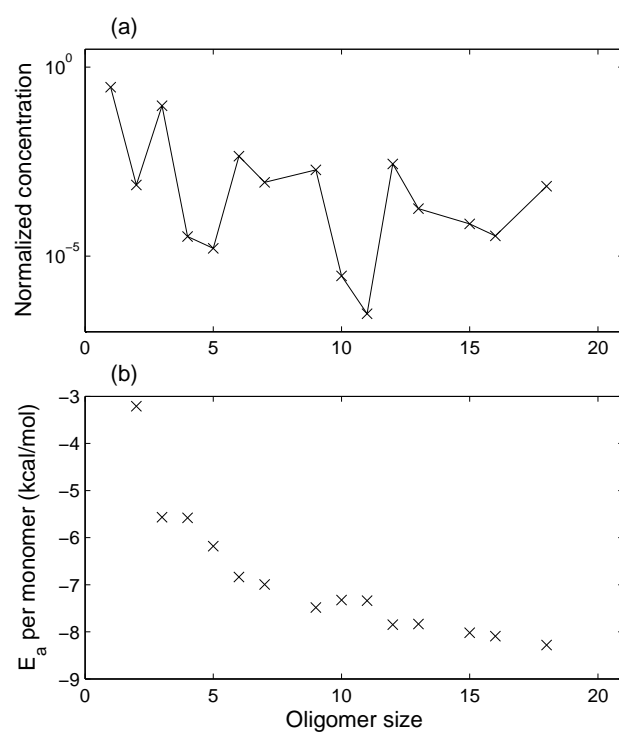 (a)
Normalized concentration
10^0
10^-5
0 5 10 15 20
(b)
E_a per monomer (kcal/mol)
−3
−4
−5
−6
−7
−8
−9
0 5 10 15 20
Oligomer size